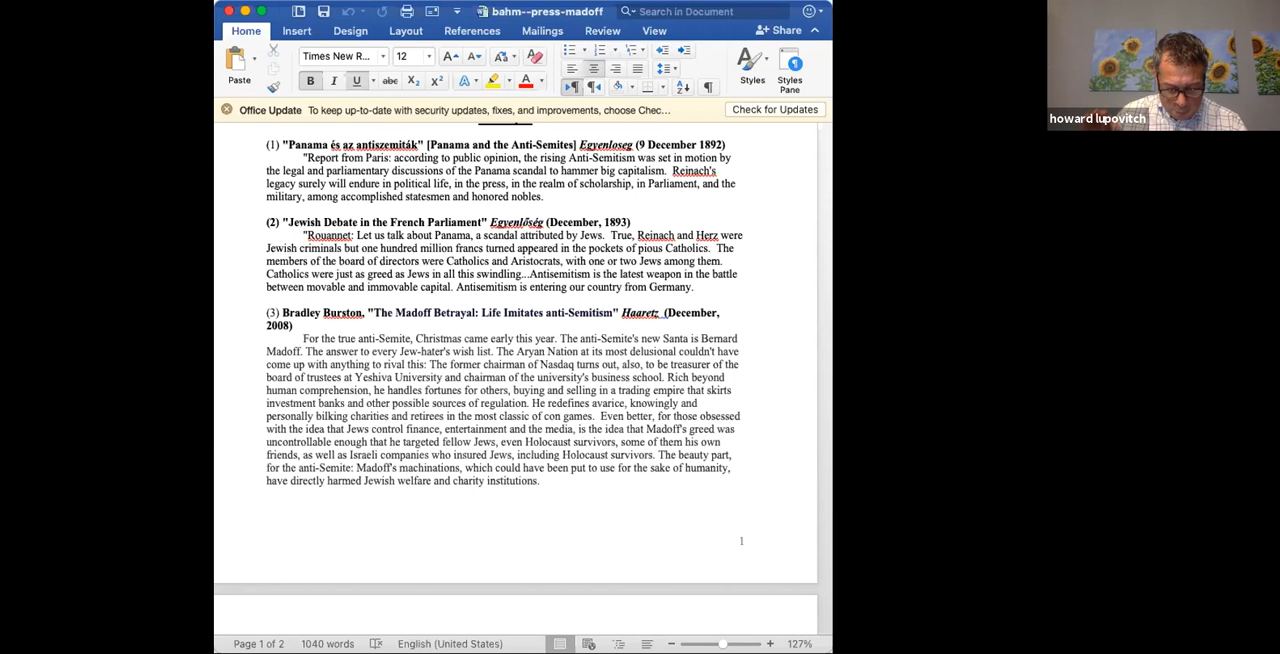 bahm--press-madoff
Search in Document
Home Insert Design Layout References Mailings Review View Share
Paste Times New R... 12 Styles Styles Pane
B I U abc X₂ X² A A
Office Update To keep up-to-date with security updates, fixes, and improvements, choose Chec... Check for Updates
(1) "Panama és az antiszemiták" [Panama and the Anti-Semites] Egyenloseg (9 December 1892)
"Report from Paris: according to public opinion, the rising Anti-Semitism was set in motion by
the legal and parliamentary discussions of the Panama scandal to hammer big capitalism. Reinach's
legacy surely will endure in political life, in the press, in the realm of scholarship, in Parliament, and the
military, among accomplished statesmen and honored nobles.
(2) "Jewish Debate in the French Parliament" Egyenlőség (December, 1893)
"Rouannet: Let us talk about Panama, a scandal attributed by Jews. True, Reinach and Herz were
Jewish criminals but one hundred million francs turned appeared in the pockets of pious Catholics. The
members of the board of directors were Catholics and Aristocrats, with one or two Jews among them.
Catholics were just as greed as Jews in all this swindling...Antisemitism is the latest weapon in the battle
between movable and immovable capital. Antisemitism is entering our country from Germany.
(3) Bradley Burston, "The Madoff Betrayal: Life Imitates anti-Semitism" Haaretz (December,
2008)
For the true anti-Semite, Christmas came early this year. The anti-Semite's new Santa is Bernard
Madoff. The answer to every Jew-hater's wish list. The Aryan Nation at its most delusional couldn't have
come up with anything to rival this: The former chairman of Nasdaq turns out, also, to be treasurer of the
board of trustees at Yeshiva University and chairman of the university's business school. Rich beyond
human comprehension, he handles fortunes for others, buying and selling in a trading empire that skirts
investment banks and other possible sources of regulation. He redefines avarice, knowingly and
personally bilking charities and retirees in the most classic of con games. Even better, for those obsessed
with the idea that Jews control finance, entertainment and the media, is the idea that Madoff's greed was
uncontrollable enough that he targeted fellow Jews, even Holocaust survivors, some of them his own
friends, as well as Israeli companies who insured Jews, including Holocaust survivors. The beauty part,
for the anti-Semite: Madoff's machinations, which could have been put to use for the sake of humanity,
have directly harmed Jewish welfare and charity institutions.
1
Page 1 of 2 1040 words English (United States) 127%
howard lupovitch